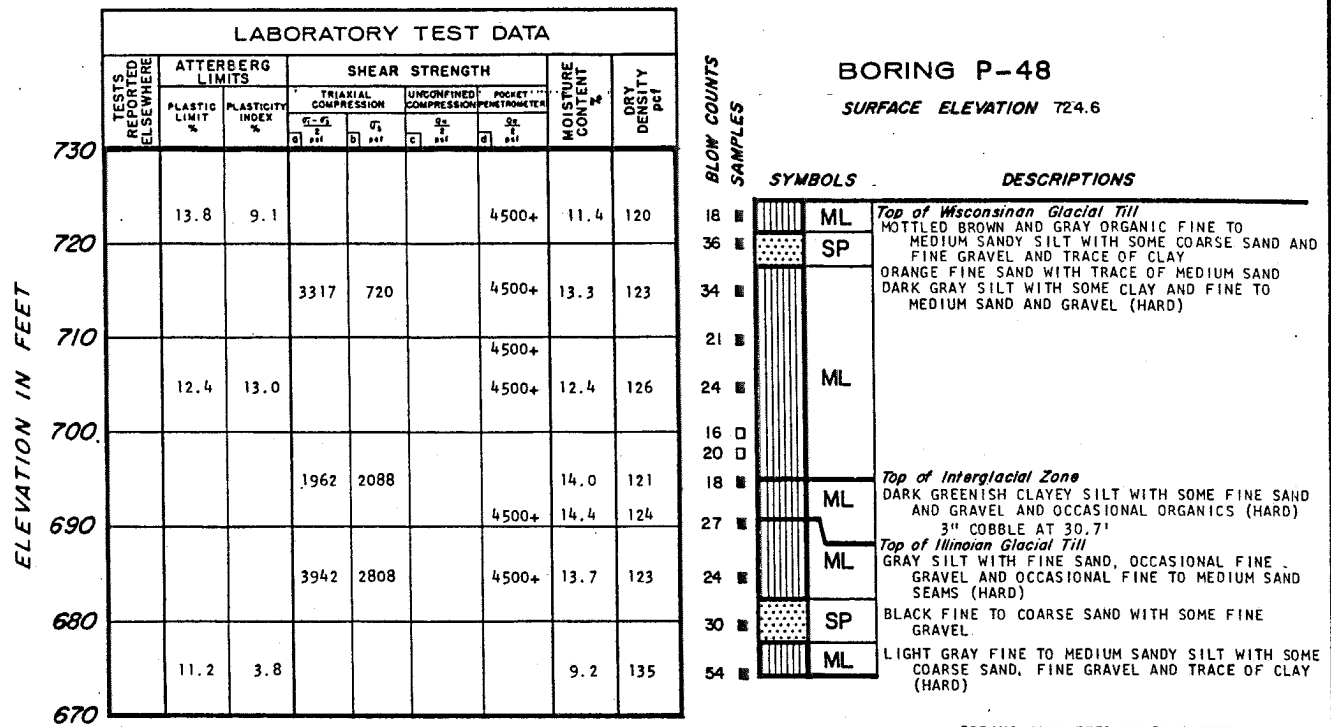 LABORATORY TEST DATA
TESTS REPORTED ELSEWHERE
ATTERBERG LIMITS
SHEAR STRENGTH
MOISTURE CONTENT %
DRY DENSITY pcf
PLASTIC LIMIT %
PLASTICITY INDEX %
TRIAXIAL COMPRESSION
UNCONFINED COMPRESSION
POCKET PENETROMETER
a psf
b psf
c psf
d psf
BLOW COUNTS
SAMPLES
BORING P-48
SURFACE ELEVATION 724.6
SYMBOLS
DESCRIPTIONS
ELEVATION IN FEET
730
13.8 9.1 4500+ 11.4 120
720
3317 720 4500+ 13.3 123
710
4500+
12.4 13.0 4500+ 12.4 126
700
1962 2088 14.0 121
4500+ 14.4 124
690
3942 2808 4500+ 13.7 123
680
11.2 3.8 9.2 135
670
18
36
34
21
24
16
20
18
27
24
30
54
ML
SP
ML
ML
ML
SP
ML
Top of Wisconsinan Glacial Till
MOTTLED BROWN AND GRAY ORGANIC FINE TO
MEDIUM SANDY SILT WITH SOME COARSE SAND AND
FINE GRAVEL AND TRACE OF CLAY
ORANGE FINE SAND WITH TRACE OF MEDIUM SAND
DARK GRAY SILT WITH SOME CLAY AND FINE TO
MEDIUM SAND AND GRAVEL (HARD)
Top of Interglacial Zone
DARK GREENISH CLAYEY SILT WITH SOME FINE SAND
AND GRAVEL AND OCCASIONAL ORGANICS (HARD)
3" COBBLE AT 30.7'
Top of Illinoian Glacial Till
GRAY SILT WITH FINE SAND, OCCASIONAL FINE
GRAVEL AND OCCASIONAL FINE TO MEDIUM SAND
SEAMS (HARD)
BLACK FINE TO COARSE SAND WITH SOME FINE
GRAVEL
LIGHT GRAY FINE TO MEDIUM SANDY SILT WITH SOME
COARSE SAND, FINE GRAVEL AND TRACE OF CLAY
(HARD)